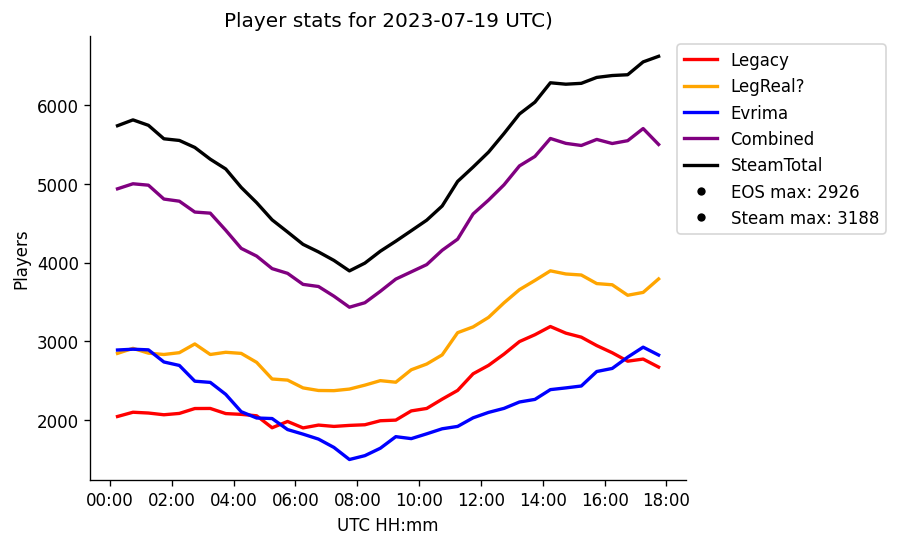 Player stats for 2023-07-19 UTC)
Legacy
LegReal?
Evrima
Combined
SteamTotal
EOS max: 2926
Steam max: 3188
Players
6000
5000
4000
3000
2000
00:00 02:00 04:00 06:00 08:00 10:00 12:00 14:00 16:00 18:00
UTC HH:mm